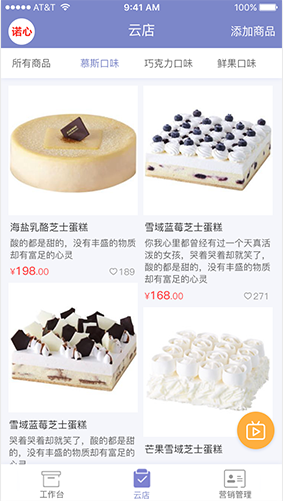 AT&T
9:41 AM
100%
诺心
云店
添加商品
所有商品
慕斯口味
巧克力口味
鲜果口味
海盐乳酪芝士蛋糕
酸的都是甜的，没有丰盛的物质
却有富足的心灵
¥198.00
189
雪域蓝莓芝士蛋糕
你我心里都曾经有过一个天真活
泼的女孩，哭着哭着却就笑了，
酸的都是甜的，没有丰盛的物质
却有富足的心灵
¥168.00
271
雪域蓝莓芝士蛋糕
哭着哭着却就笑了，酸的都是甜
的，没有丰盛的物质却有富足的
心灵
芒果雪域芝士蛋糕
工作台
云店
营销管理